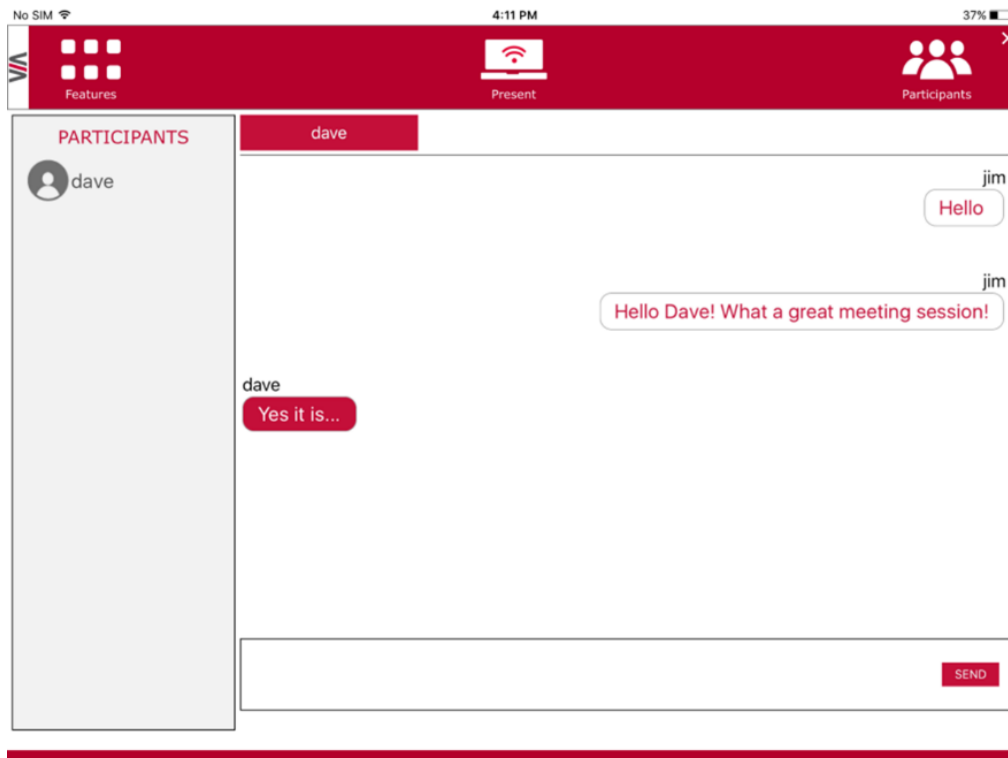 No SIM
4:11 PM
37%
VIA
Features
Present
Participants
PARTICIPANTS
dave
dave
jim
Hello
jim
Hello Dave! What a great meeting session!
dave
Yes it is...
SEND